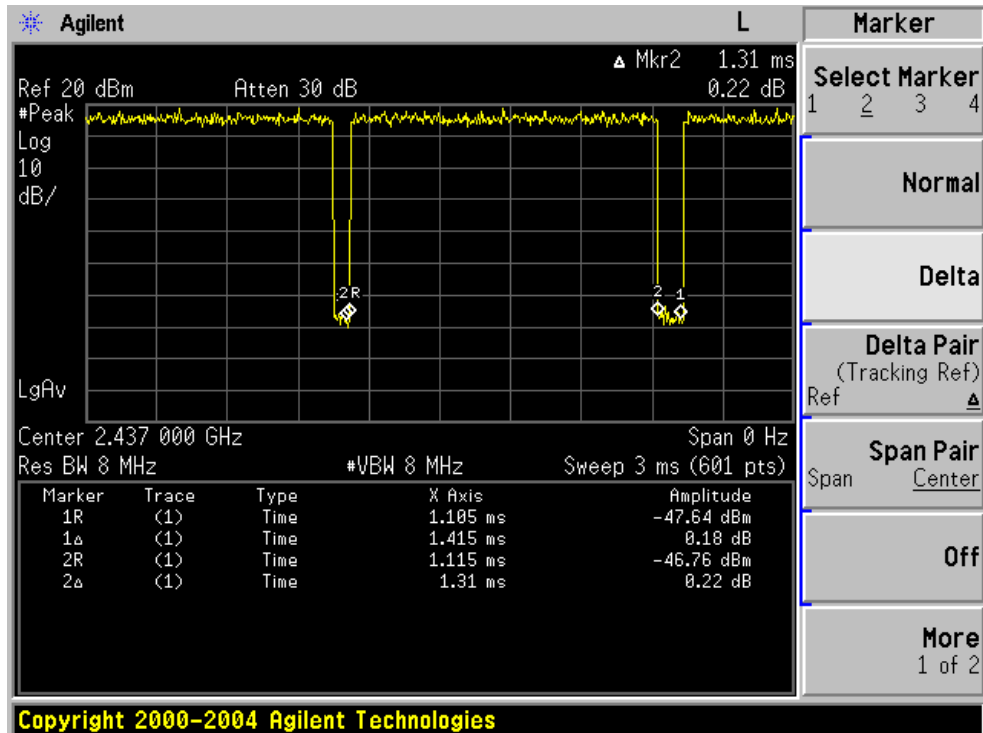 Agilent L
Marker
▵ Mkr2 1.31 ms
Ref 20 dBm Atten 30 dB 0.22 dB
#Peak
Log
10
dB/
2R 2 1
LgAv
Center 2.437 000 GHz Span 0 Hz
Res BW 8 MHz #VBW 8 MHz Sweep 3 ms (601 pts)
Marker Trace Type X Axis Amplitude
1R (1) Time 1.105 ms -47.64 dBm
1▵ (1) Time 1.415 ms 0.18 dB
2R (1) Time 1.115 ms -46.76 dBm
2▵ (1) Time 1.31 ms 0.22 dB
Select Marker
1 2 3 4
Normal
Delta
Delta Pair
(Tracking Ref)
Ref ▵
Span Pair
Span Center
Off
More
1 of 2
Copyright 2000-2004 Agilent Technologies